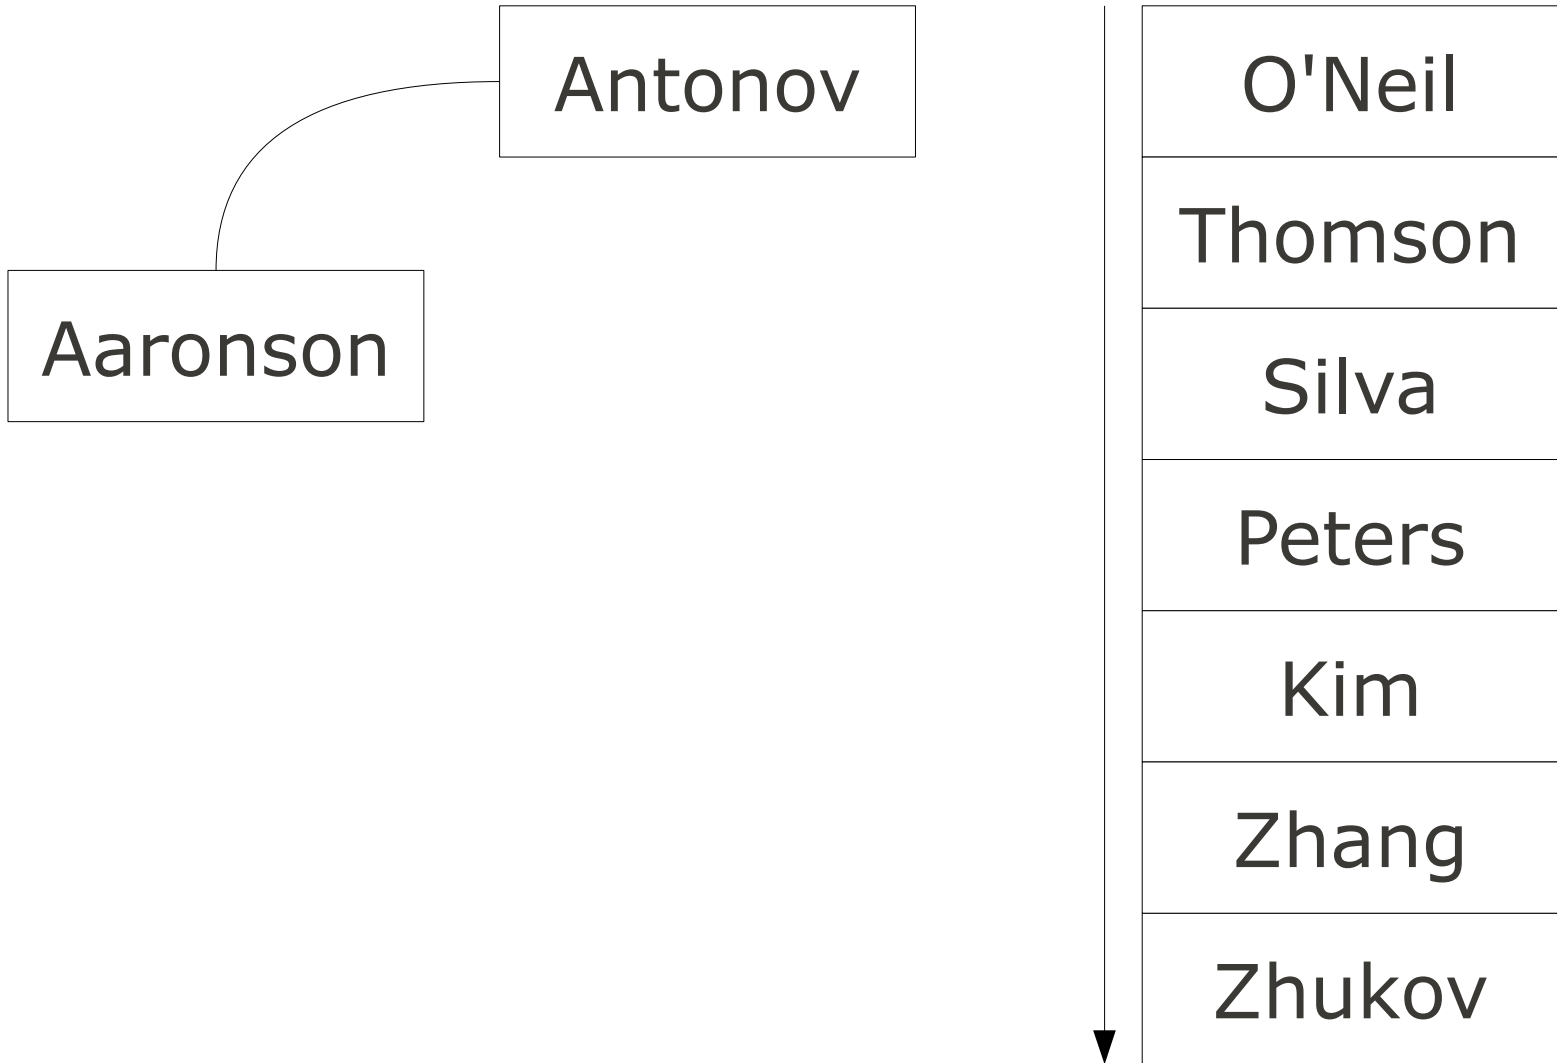 Antonov
Aaronson
O'Neil
Thomson
Silva
Peters
Kim
Zhang
Zhukov